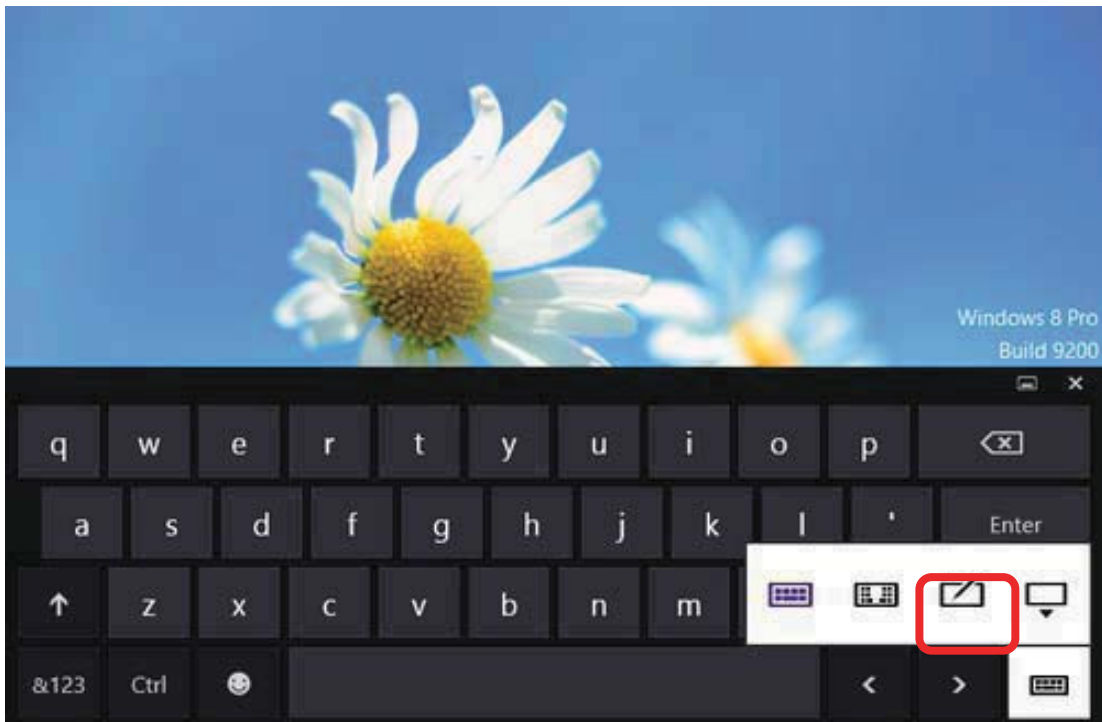 Windows 8 Pro
Build 9200
q w e r t y u i o p
a s d f g h j k l ' Enter
z x c v b n m
&123 Ctrl < >